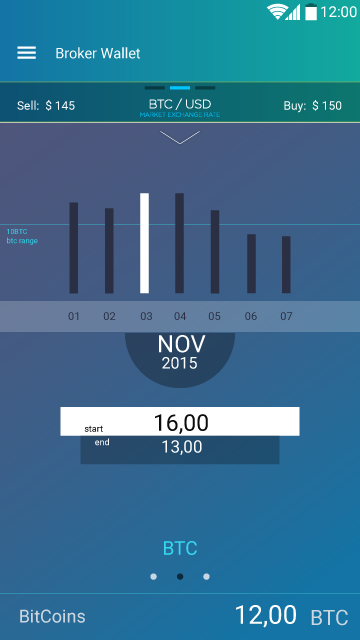 12:00
Broker Wallet
Sell: $ 145
BTC / USD
Buy: $ 150
MARKET EXCHANGE RATE
10BTC
btc range
01 02 03 04 05 06 07
NOV
2015
start 16,00
end 13,00
BTC
BitCoins 12,00 BTC